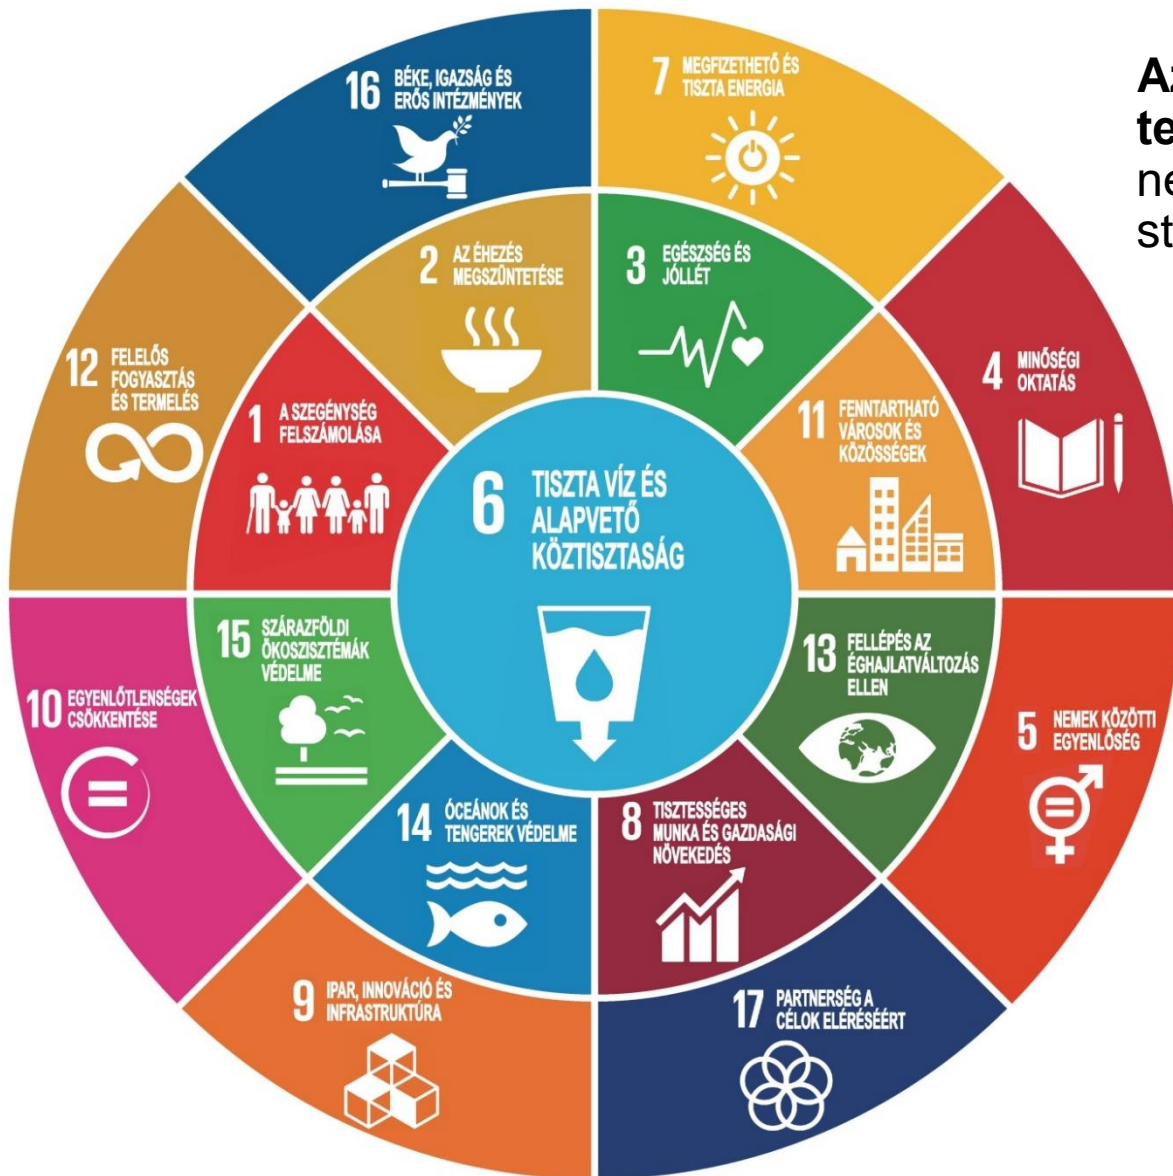 16
BÉKE, IGAZSÁG ÉS
ERŐS INTÉZMÉNYEK
7
MEGFIZETHETŐ ÉS
TISZTA ENERGIA
2
AZ ÉHEZÉS
MEGSZÜNTETÉSE
3
EGÉSZSÉG ÉS
JÓLLÉT
12
FELELŐS
FOGYASZTÁS
ÉS TERMELÉS
4
MINŐSÉGI
OKTATÁS
1
A SZEGÉNYSÉG
FELSZÁMOLÁSA
11
FENNTARTHATÓ
VÁROSOK ÉS
KÖZÖSSÉGEK
6
TISZTA VÍZ ÉS
ALAPVETŐ
KÖZTISZTASÁG
15
SZÁRAZFÖLDI
ÖKOSZISZTÉMÁK
VÉDELME
13
FELLÉPÉS AZ
ÉGHAJLATVÁLTOZÁS
ELLEN
10
EGYENLŐTLENSÉGEK
CSÖKKENTÉSE
5
NEMEK KÖZÖTTI
EGYENLŐSÉG
14
ÓCEÁNOK ÉS
TENGEREK VÉDELME
8
TISZTESSÉGES
MUNKA ÉS GAZDASÁGI
NÖVEKEDÉS
9
IPAR, INNOVÁCIÓ ÉS
INFRASTRUKTÚRA
17
PARTNERSÉG A
CÉLOK ELÉRÉSÉÉRT